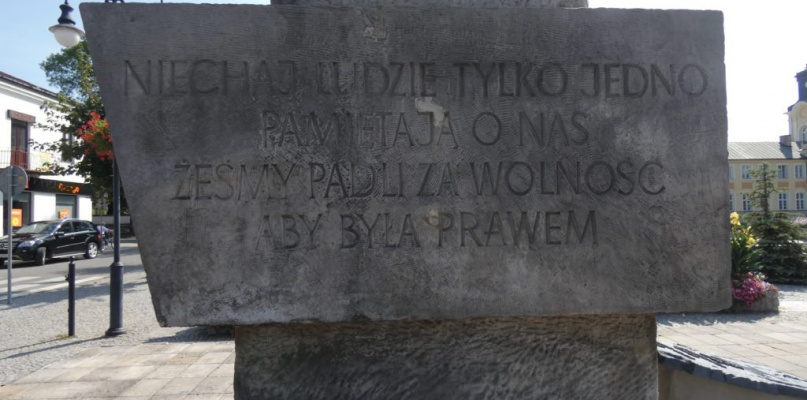 NIECHAJ LUDZIE TYLKO JEDNO
PAMIĘTAJĄ O NAS
ŻEŚMY PADLI ZA WOLNOŚĆ
ABY BYŁA PRAWEM